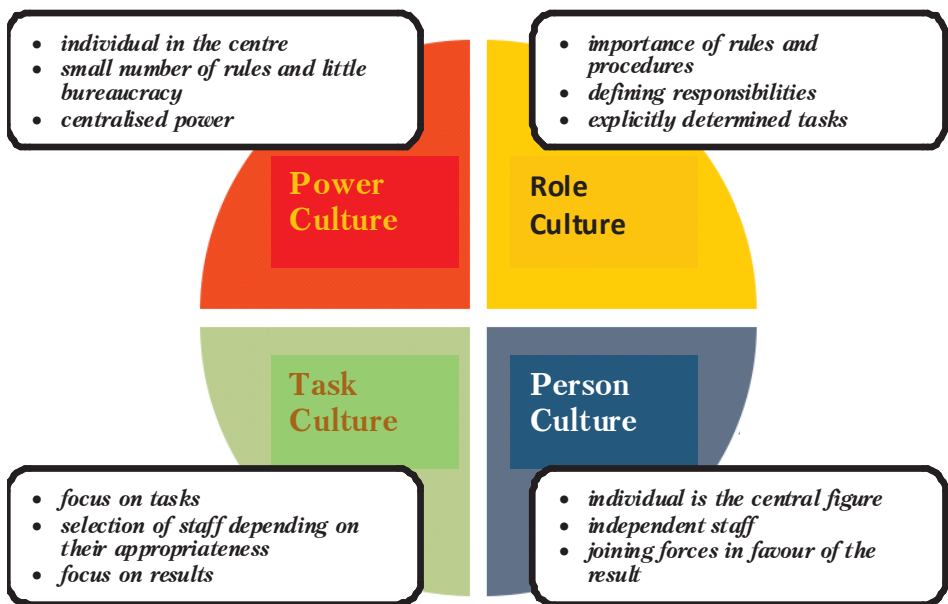 • individual in the centre
• small number of rules and little
bureaucracy
• centralised power
• importance of rules and
procedures
• defining responsibilities
• explicitly determined tasks
Power
Culture
Role
Culture
Task
Culture
Person
Culture
• focus on tasks
• selection of staff depending on
their appropriateness
• focus on results
• individual is the central figure
• independent staff
• joining forces in favour of the
result